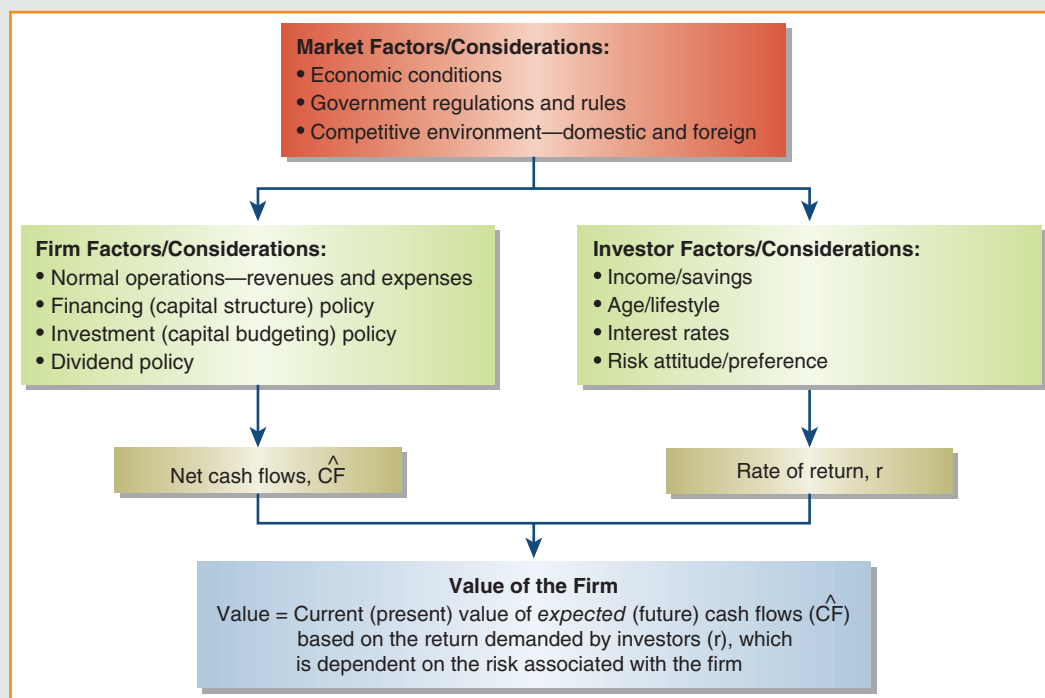 Market Factors/Considerations:
• Economic conditions
• Government regulations and rules
• Competitive environment—domestic and foreign
Firm Factors/Considerations:
• Normal operations—revenues and expenses
• Financing (capital structure) policy
• Investment (capital budgeting) policy
• Dividend policy
Investor Factors/Considerations:
• Income/savings
• Age/lifestyle
• Interest rates
• Risk attitude/preference
Net cash flows, ĈF
Rate of return, r
Value of the Firm
Value = Current (present) value of expected (future) cash flows (ĈF)
based on the return demanded by investors (r), which
is dependent on the risk associated with the firm